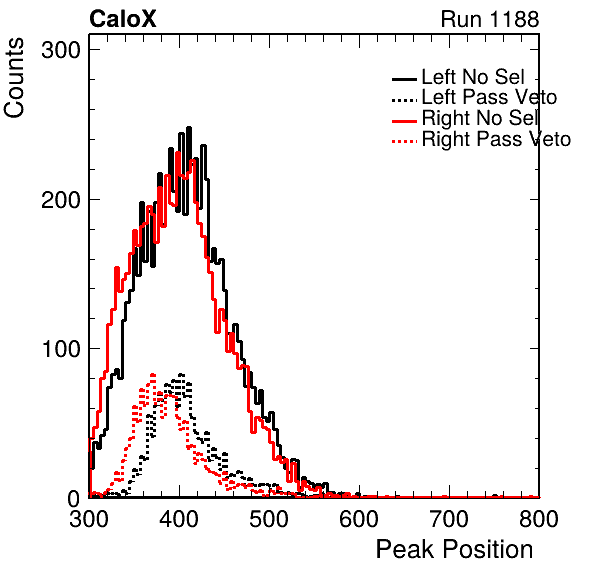 CaloX Run 1188
Counts
300
200
100
0
Left No Sel
Left Pass Veto
Right No Sel
Right Pass Veto
300 400 500 600 700 800
Peak Position